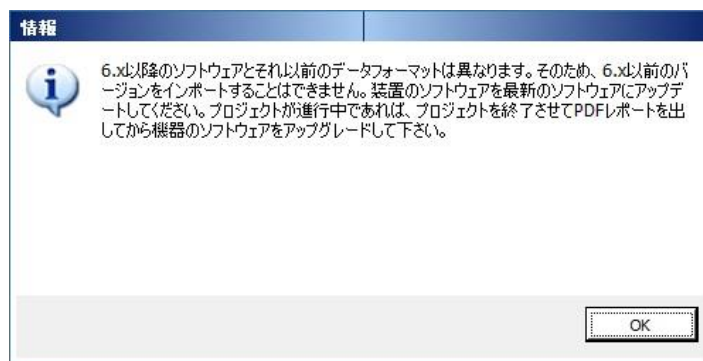 情報
6.x以降のソフトウェアとそれ以前のデータフォーマットは異なります。そのため、6.x以前のバ
ージョンをインポートすることはできません。装置のソフトウェアを最新のソフトウェアにアップデ
ートしてください。プロジェクトが進行中であれば、プロジェクトを終了させてPDFレポートを出
してから機器のソフトウェアをアップグレードして下さい。
OK